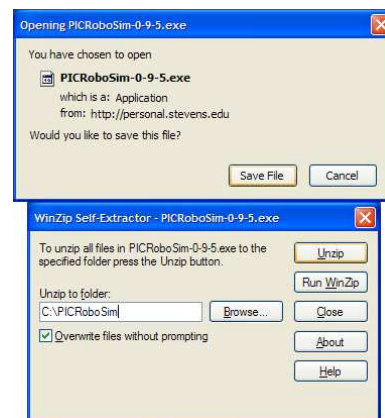 Opening PICRoboSim-0-9-5.exe
You have chosen to open
PICRoboSim-0-9-5.exe
which is a: Application
from: http://personal.stevens.edu
Would you like to save this file?
Save File
Cancel
WinZip Self-Extractor - PICRoboSim-0-9-5.exe
To unzip all files in PICRoboSim-0-9-5.exe to the
specified folder press the Unzip button.
Unzip
Run WinZip
Unzip to folder:
C:\PICRoboSim
Browse...
Close
Overwrite files without prompting
About
Help